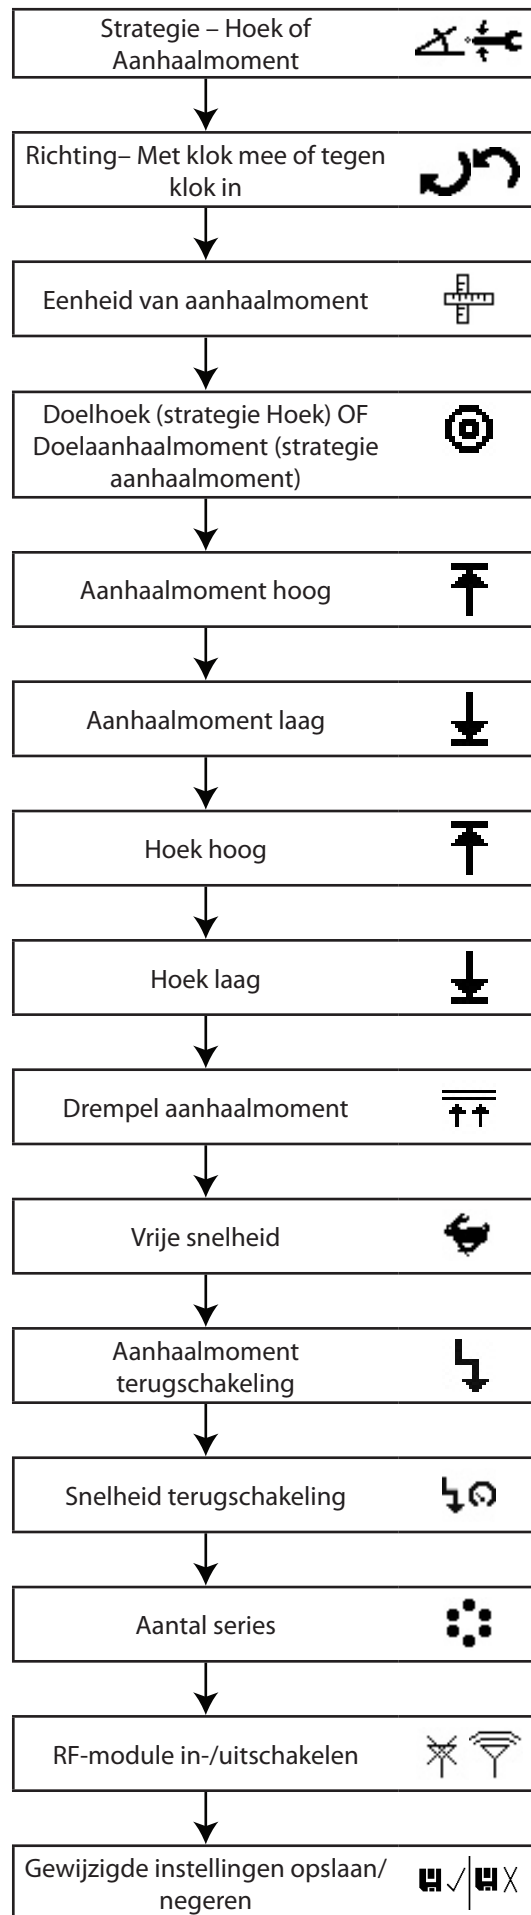 Strategie – Hoek of
Aanhaalmoment
Richting– Met klok mee of tegen
klok in
Eenheid van aanhaalmoment
Doelhoek (strategie Hoek) OF
Doelaanhaalmoment (strategie
aanhaalmoment)
Aanhaalmoment hoog
Aanhaalmoment laag
Hoek hoog
Hoek laag
Drempel aanhaalmoment
Vrije snelheid
Aanhaalmoment
terugschakeling
Snelheid terugschakeling
Aantal series
RF-module in-/uitschakelen
Gewijzigde instellingen opslaan/
negeren